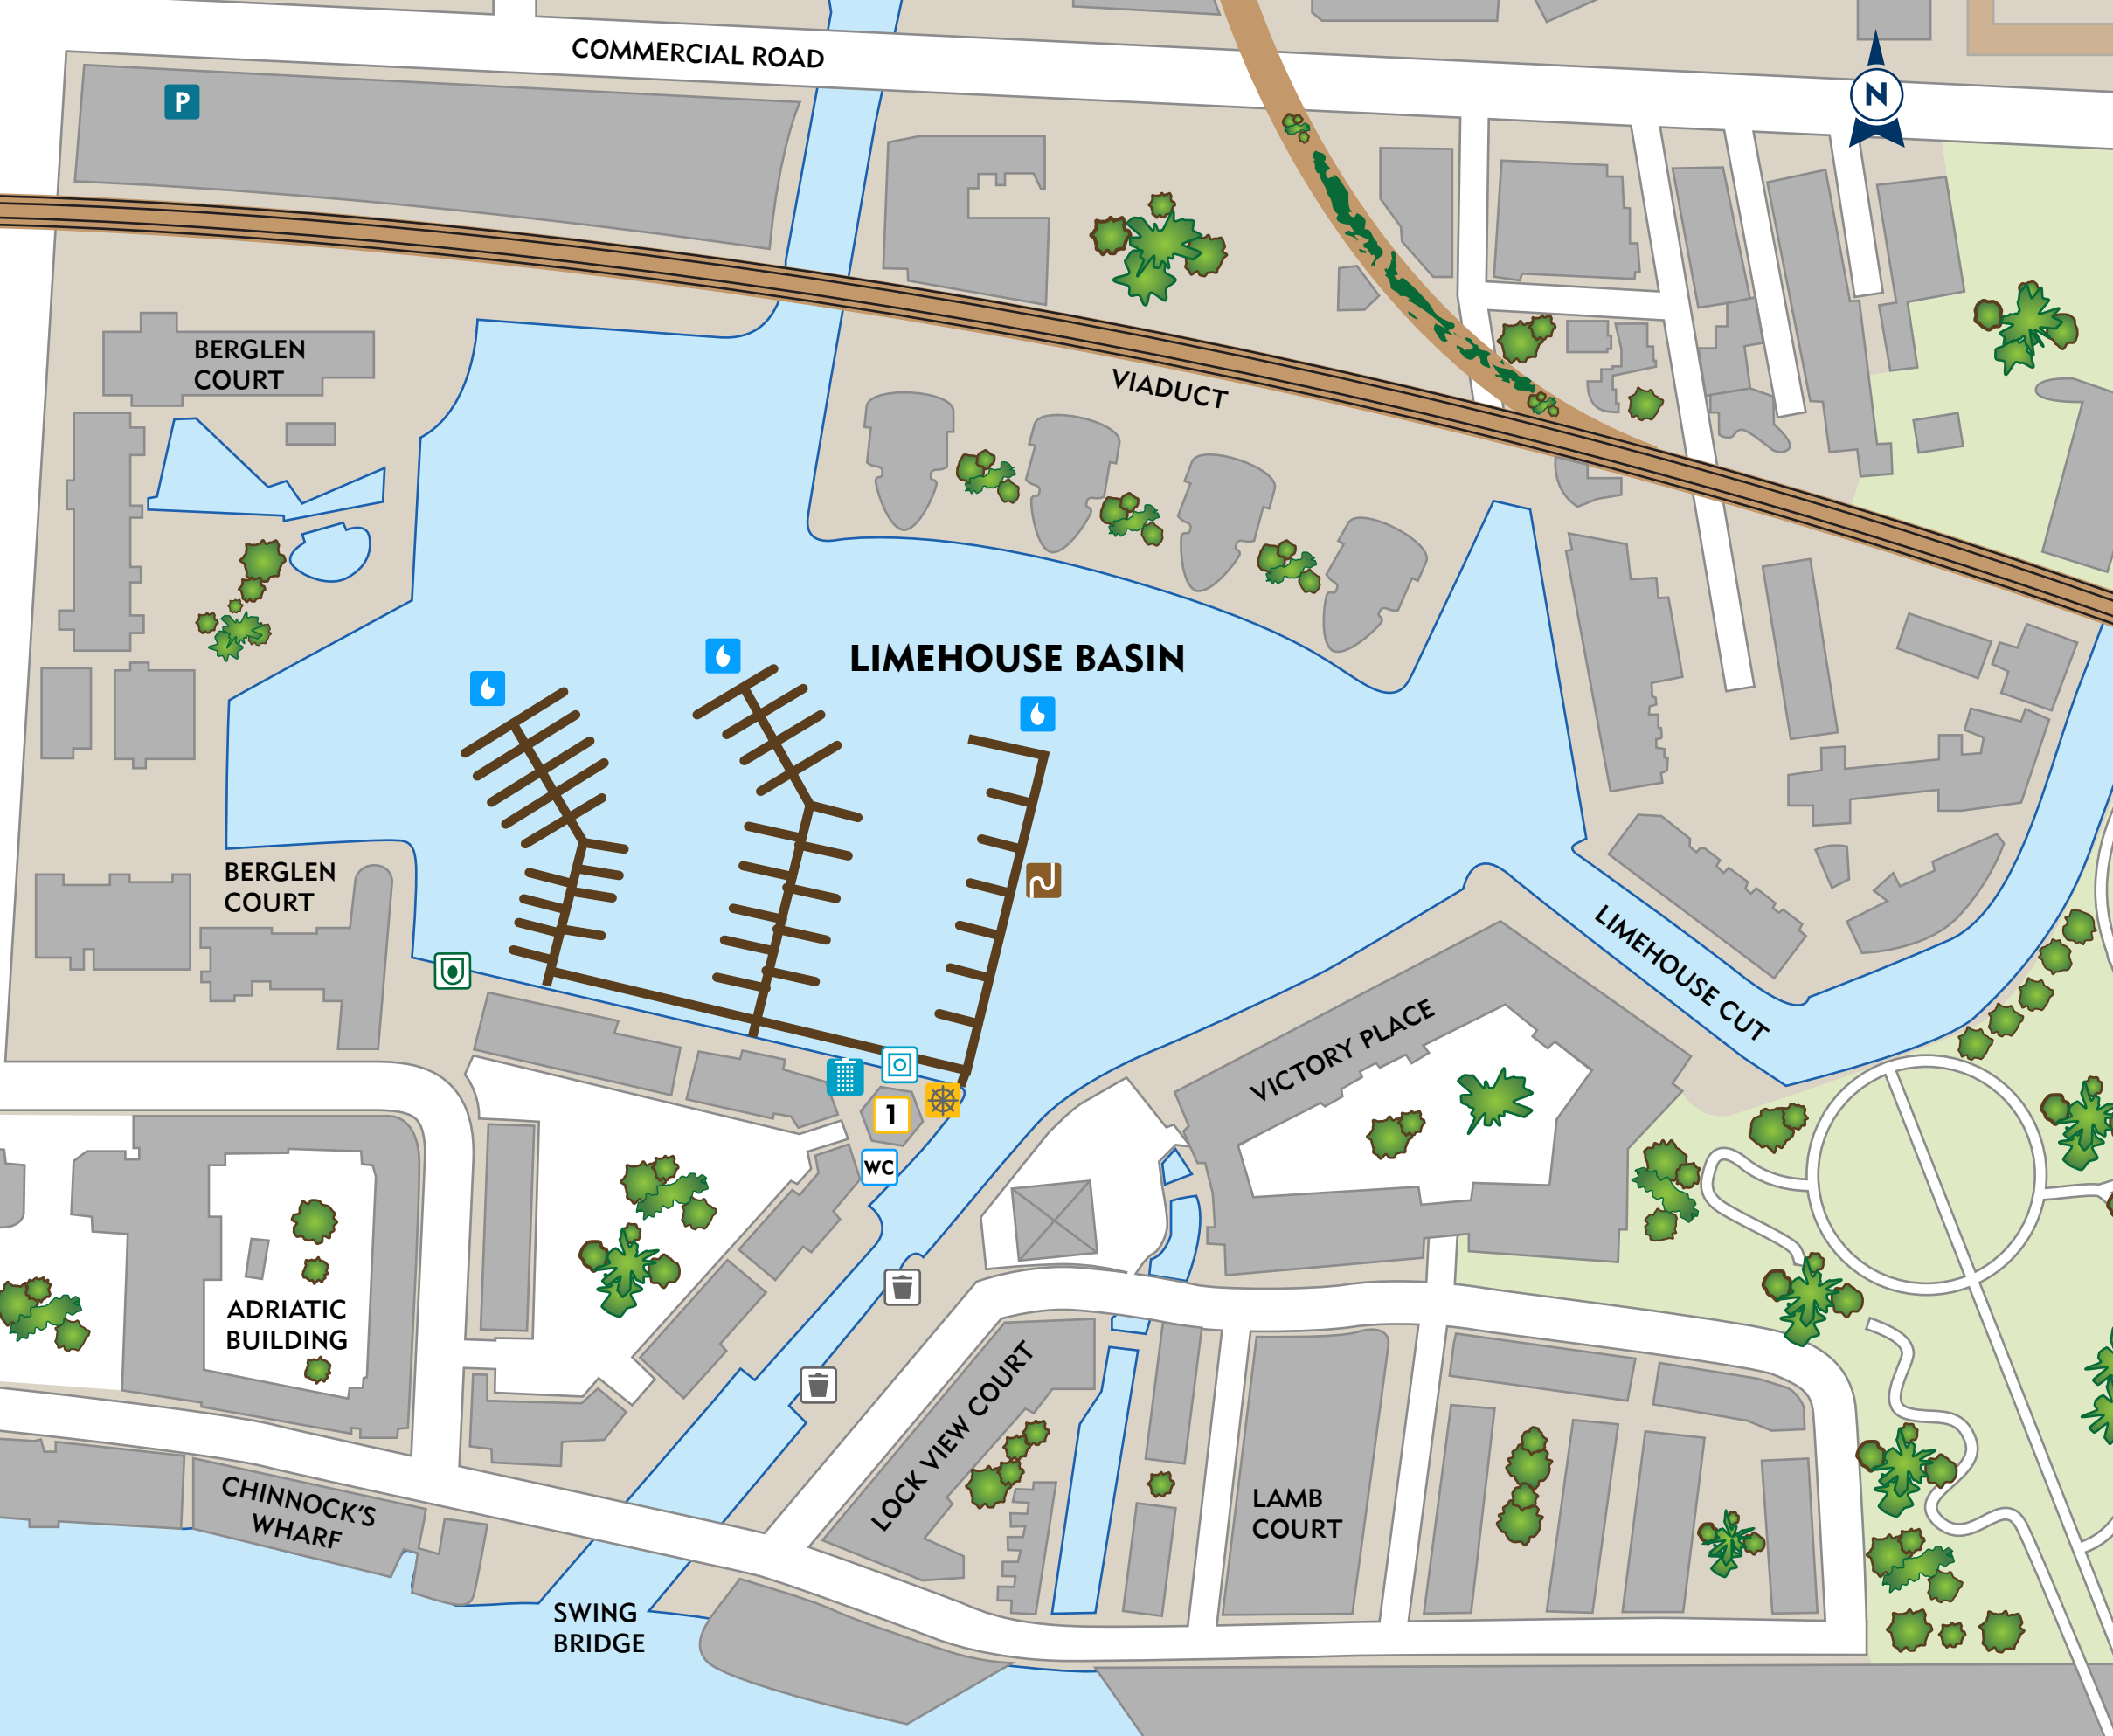 COMMERCIAL ROAD
P
N
BERGLEN
COURT
VIADUCT
LIMEHOUSE BASIN
BERGLEN
COURT
LIMEHOUSE CUT
VICTORY PLACE
1
WC
ADRIATIC
BUILDING
LOCK VIEW COURT
CHINNOCK'S
WHARF
LAMB
COURT
SWING
BRIDGE